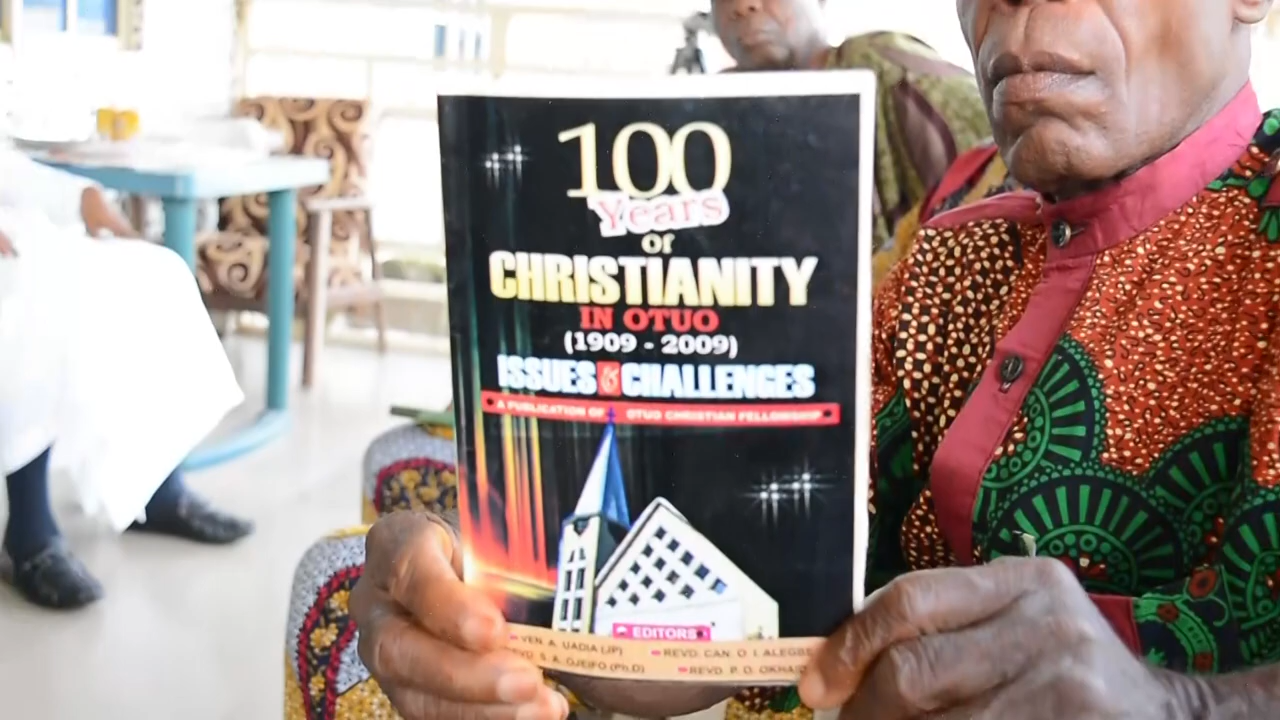 100
Years
OF
CHRISTIANITY
IN OTUO
(1909 - 2009)
ISSUES & CHALLENGES
A PUBLICATION OF OTUO CHRISTIAN FELLOWSHIP
EDITORS
VEN. A. UADIA (JP) REVD. CAN. O. I. ALEGBE
S. A. OJEIFO (Ph.D) REVD. P. O.